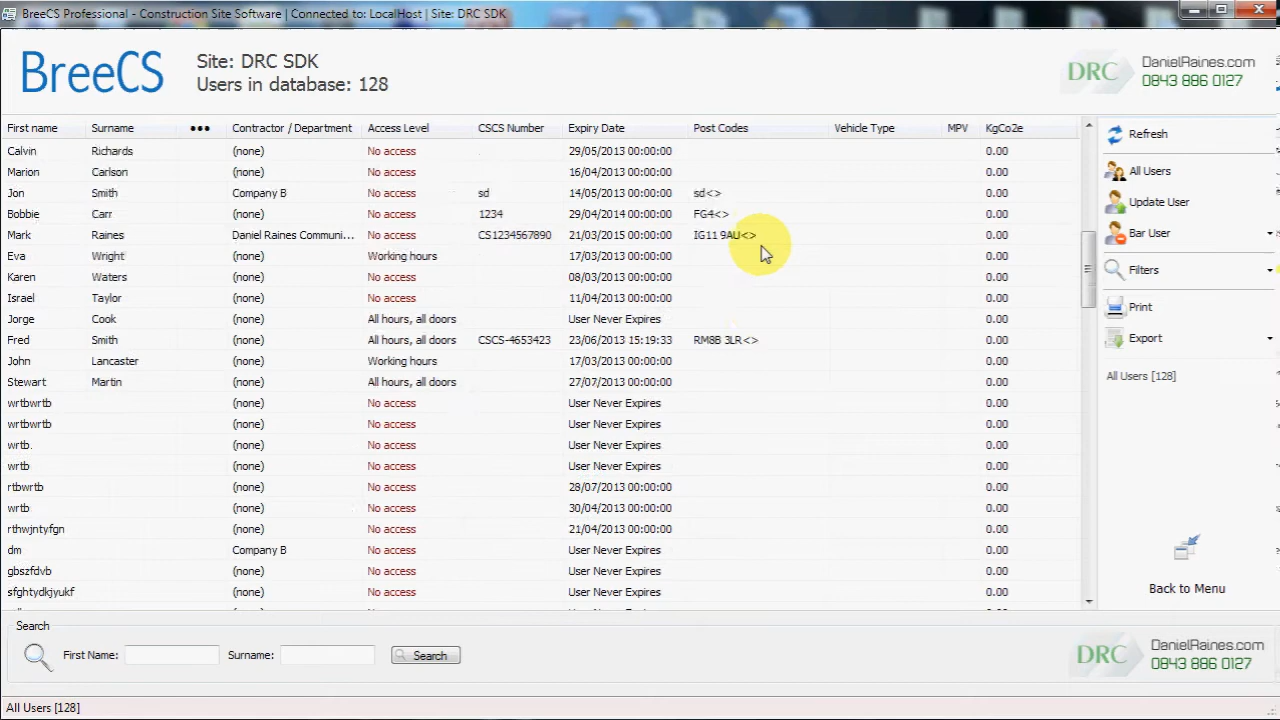 BreeCS Professional - Construction Site Software | Connected to: LocalHost | Site: DRC SDK
BreeCS
Site: DRC SDK
Users in database: 128
DRC
DanielRaines.com
0843 886 0127
First name Surname ••• Contractor / Department Access Level CSCS Number Expiry Date Post Codes Vehicle Type MPV KgCo2e
Calvin Richards (none) No access 29/05/2013 00:00:00 0.00
Marion Carlson (none) No access 16/04/2013 00:00:00 0.00
Jon Smith Company B No access sd 14/05/2013 00:00:00 sd<> 0.00
Bobbie Carr (none) No access 1234 29/04/2014 00:00:00 FG4<> 0.00
Mark Raines Daniel Raines Communi... No access CS1234567890 21/03/2015 00:00:00 IG11 9AU<> 0.00
Eva Wright (none) Working hours 17/03/2013 00:00:00 0.00
Karen Waters (none) No access 08/03/2013 00:00:00 0.00
Israel Taylor (none) No access 11/04/2013 00:00:00 0.00
Jorge Cook (none) All hours, all doors User Never Expires 0.00
Fred Smith (none) All hours, all doors CSCS-4653423 23/06/2013 15:19:33 RM8B 3LR<> 0.00
John Lancaster (none) Working hours 17/03/2013 00:00:00 0.00
Stewart Martin (none) All hours, all doors 27/07/2013 00:00:00 0.00
wrtbwrtb (none) No access User Never Expires 0.00
wrtbwrtb (none) No access User Never Expires 0.00
wrtb. (none) No access User Never Expires 0.00
wrtb (none) No access User Never Expires 0.00
rtbwrtb (none) No access 28/07/2013 00:00:00 0.00
wrtb (none) No access 30/04/2013 00:00:00 0.00
rthwjntyfgn (none) No access 21/04/2013 00:00:00 0.00
dm Company B No access User Never Expires 0.00
gbszfdvb (none) No access User Never Expires 0.00
sfghtydkjyukf (none) No access User Never Expires 0.00
Refresh
All Users
Update User
Bar User
Filters
Print
Export
All Users [128]
Back to Menu
Search
First Name: Surname: Search
DRC
DanielRaines.com
0843 886 0127
All Users [128]